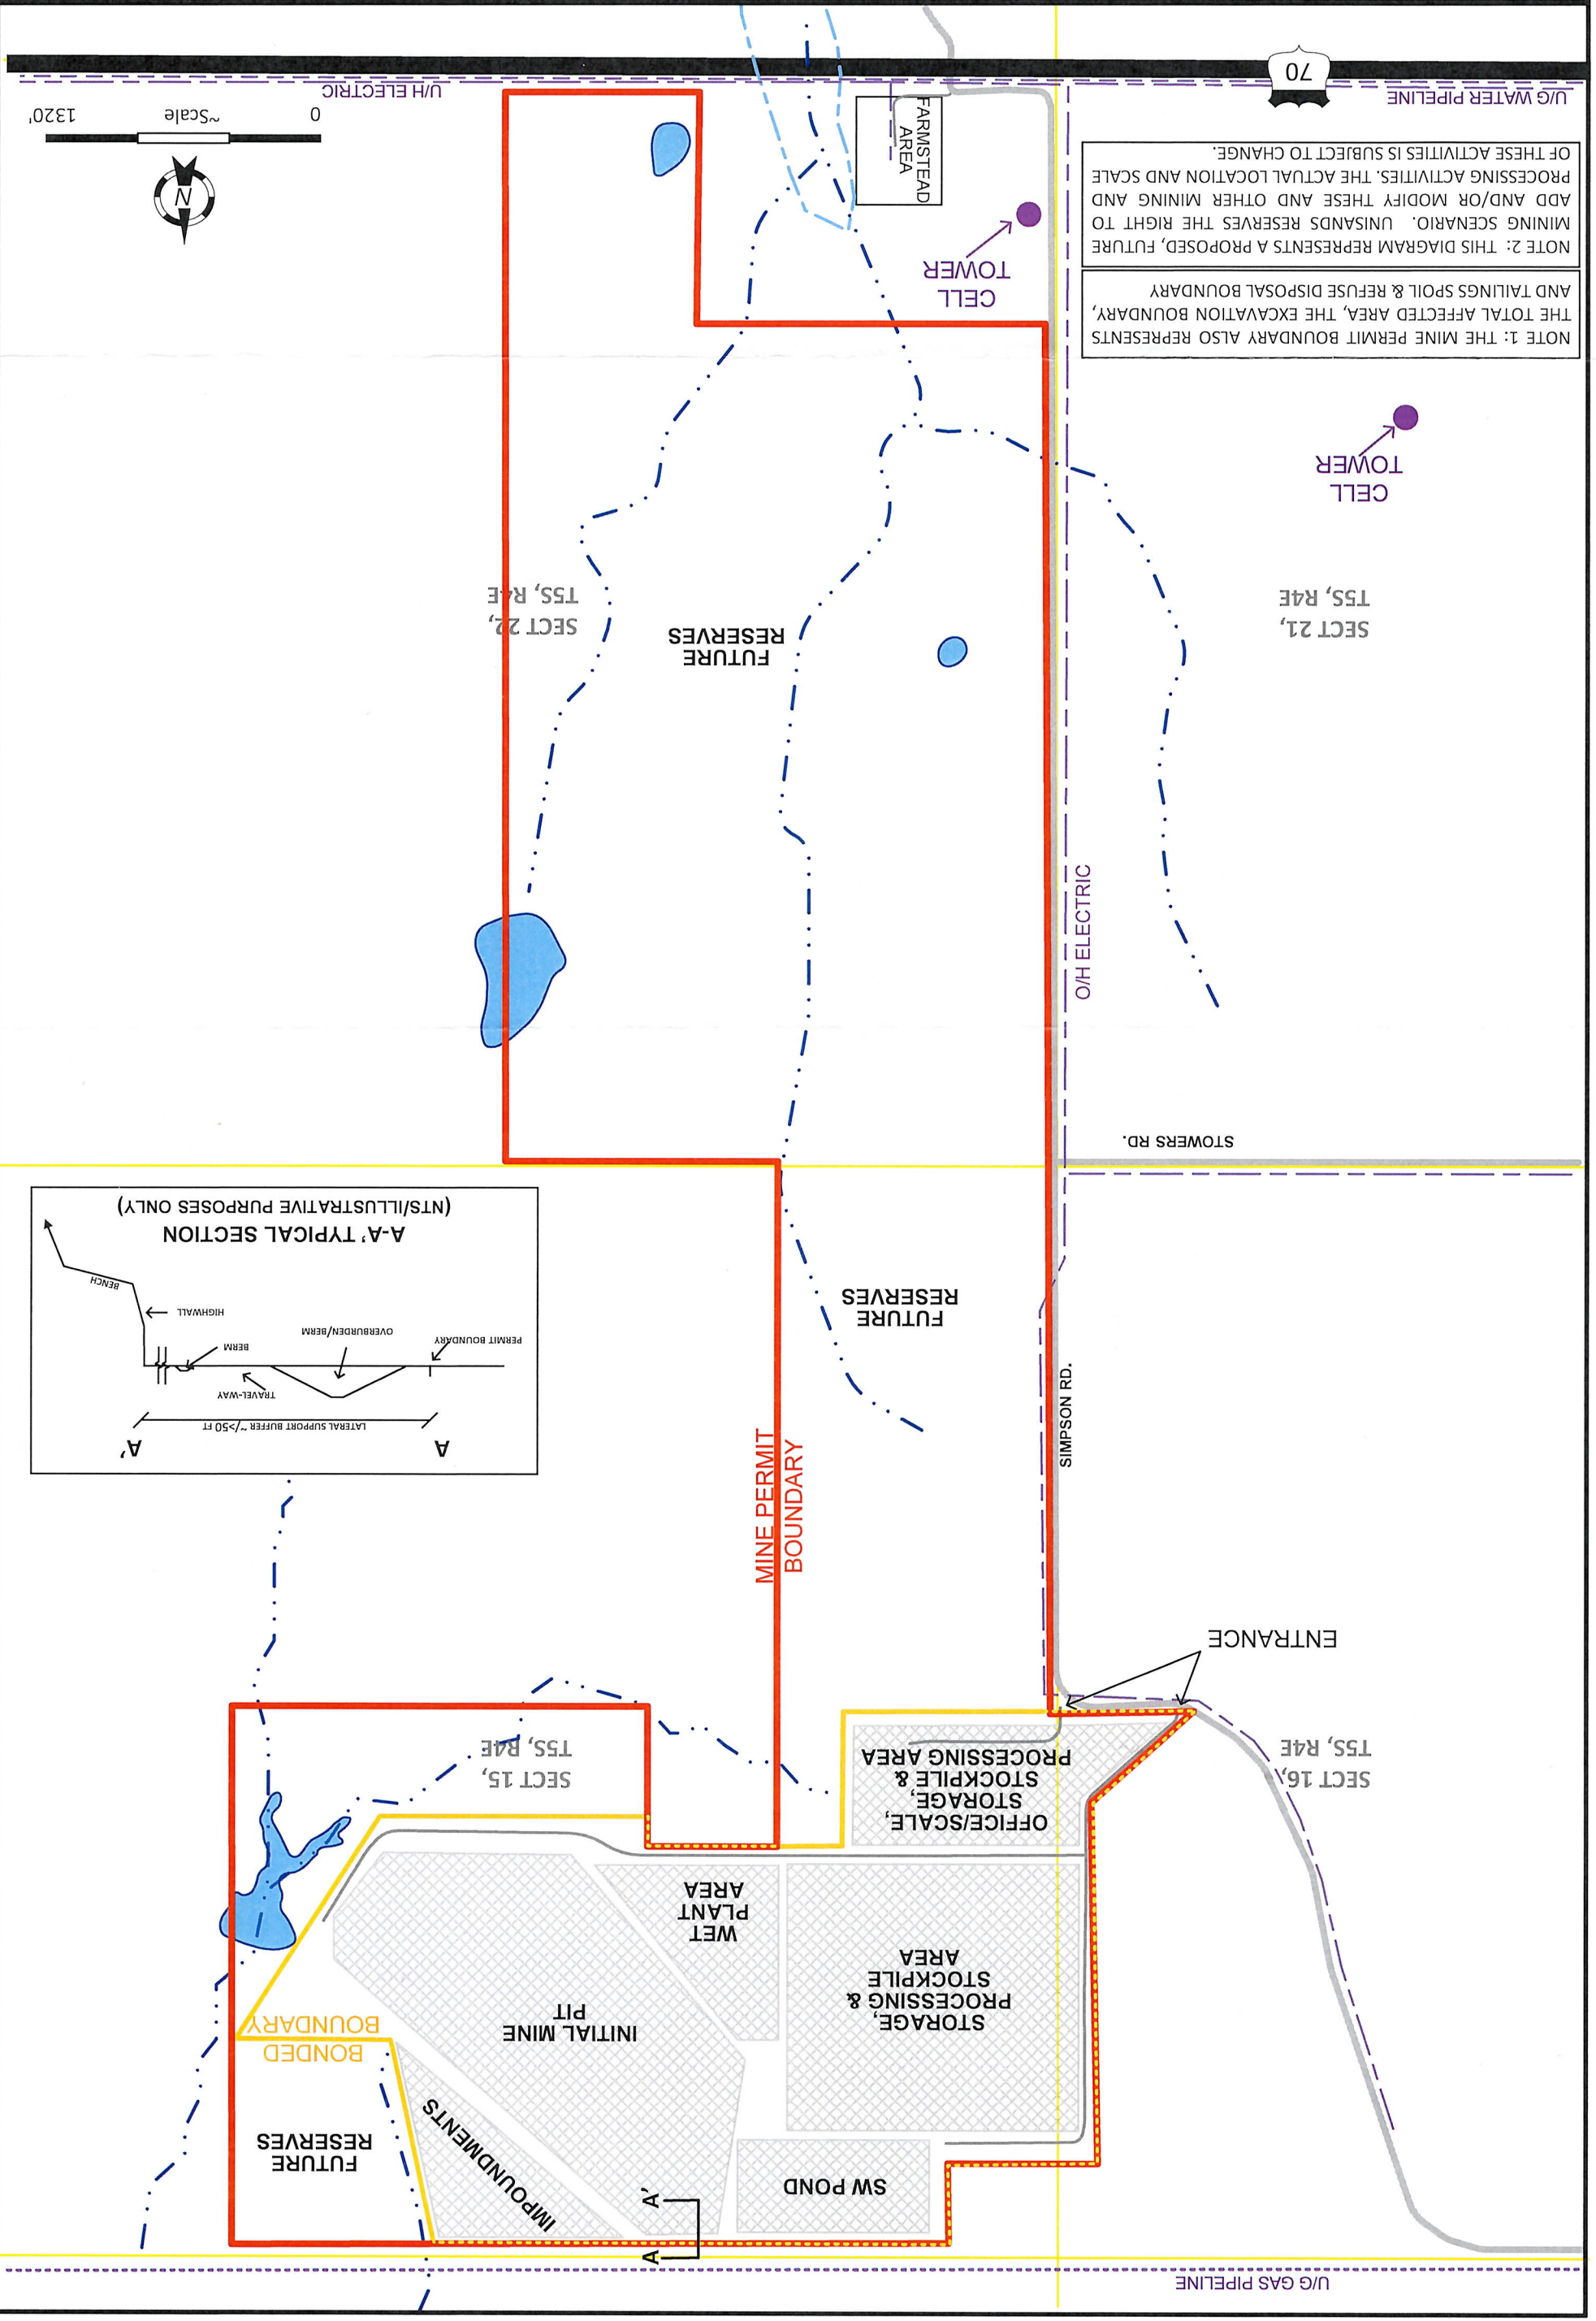 U/G GAS PIPELINE
A
A'
SW POND
IMPOUNDMENTS
FUTURE
RESERVES
BONDED
BOUNDARY
INITIAL MINE
PIT
STORAGE,
PROCESSING &
STOCKPILE
AREA
WET
PLANT
AREA
OFFICE/SCALE,
STORAGE,
STOCKPILE &
PROCESSING AREA
SECT 16,
T5S, R4E
SECT 15,
T5S, R4E
ENTRANCE
MINE PERMIT
BOUNDARY
SIMPSON RD.
A
A'
LATERAL SUPPORT BUFFER ~/>50 FT
TRAVEL-WAY
PERMIT BOUNDARY
OVERBURDEN/BERM
BERM
HIGHWALL
BENCH
A-A' TYPICAL SECTION
(NTS/ILLUSTRATIVE PURPOSES ONLY)
FUTURE
RESERVES
STOWERS RD.
O/H ELECTRIC
FUTURE
RESERVES
SECT 21,
T5S, R4E
SECT 22,
T5S, R4E
CELL
TOWER
CELL
TOWER
NOTE 1: THE MINE PERMIT BOUNDARY ALSO REPRESENTS
THE TOTAL AFFECTED AREA, THE EXCAVATION BOUNDARY,
AND TAILINGS SPOIL & REFUSE DISPOSAL BOUNDARY
NOTE 2: THIS DIAGRAM REPRESENTS A PROPOSED, FUTURE
MINING SCENARIO. UNISANDS RESERVES THE RIGHT TO
ADD AND/OR MODIFY THESE AND OTHER MINING AND
PROCESSING ACTIVITIES. THE ACTUAL LOCATION AND SCALE
OF THESE ACTIVITIES IS SUBJECT TO CHANGE.
FARMSTEAD
AREA
N
0 ~Scale 1320'
U/G WATER PIPELINE
U/H ELECTRIC
70